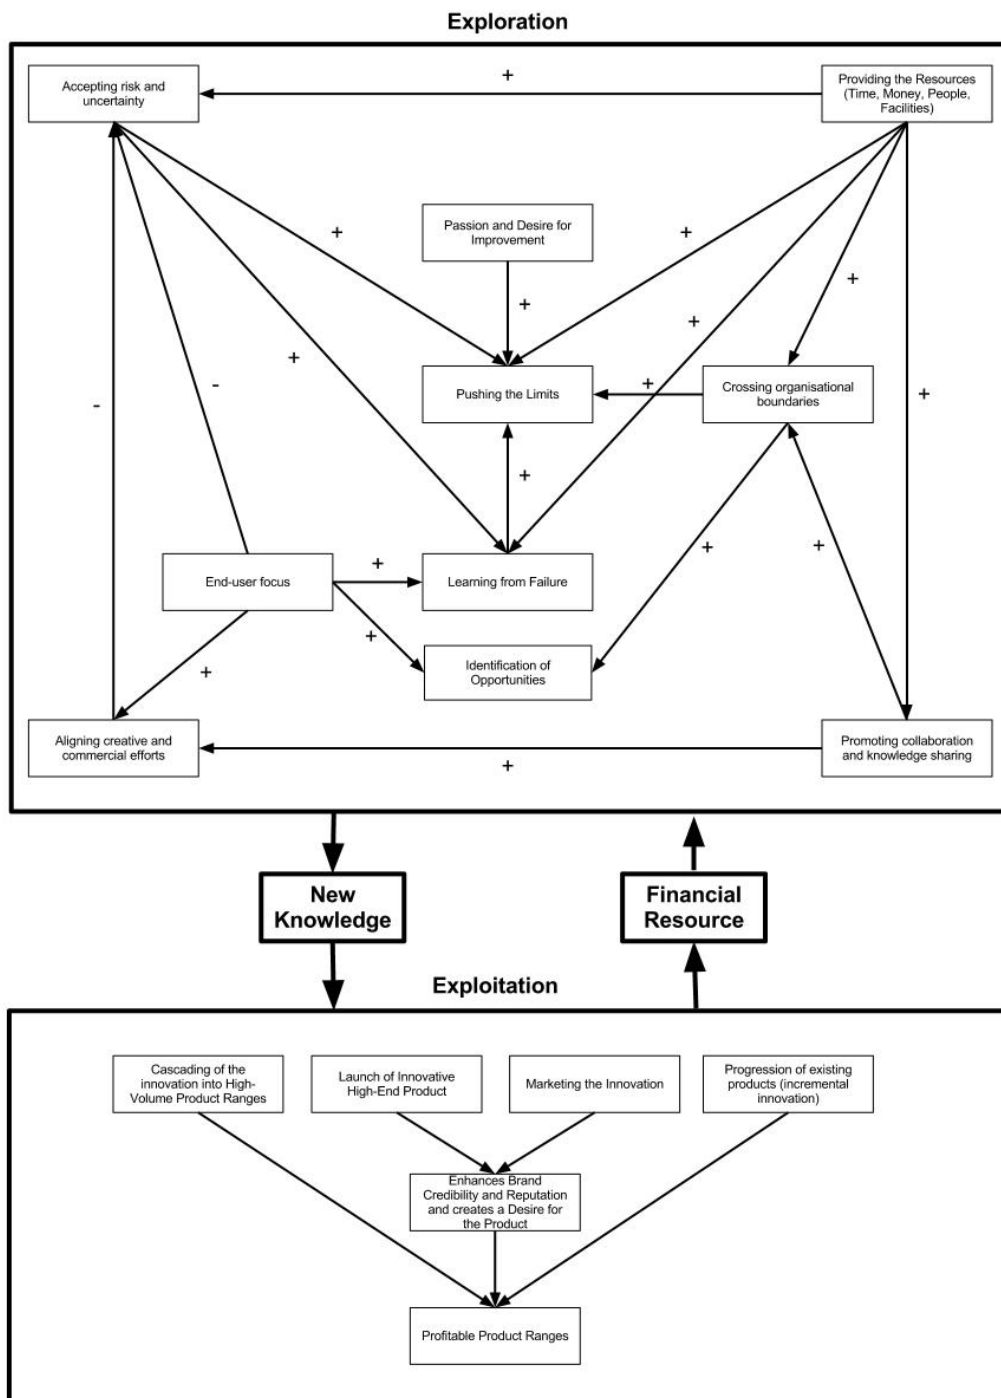 Exploration
Accepting risk and
uncertainty
+
Providing the Resources
(Time, Money, People,
Facilities)
Passion and Desire for
Improvement
+
+
+
+
+
+
Pushing the Limits
+
Crossing organisational
boundaries
-
-
+
+
End-user focus
+
Learning from Failure
+
+
+
Identification of
Opportunities
+
Aligning creative and
commercial efforts
+
Promoting collaboration
and knowledge sharing
New
Knowledge
Financial
Resource
Exploitation
Cascading of the
innovation into High-
Volume Product Ranges
Launch of Innovative
High-End Product
Marketing the Innovation
Progression of existing
products (incremental
innovation)
Enhances Brand
Credibility and Reputation
and creates a Desire for
the Product
Profitable Product Ranges